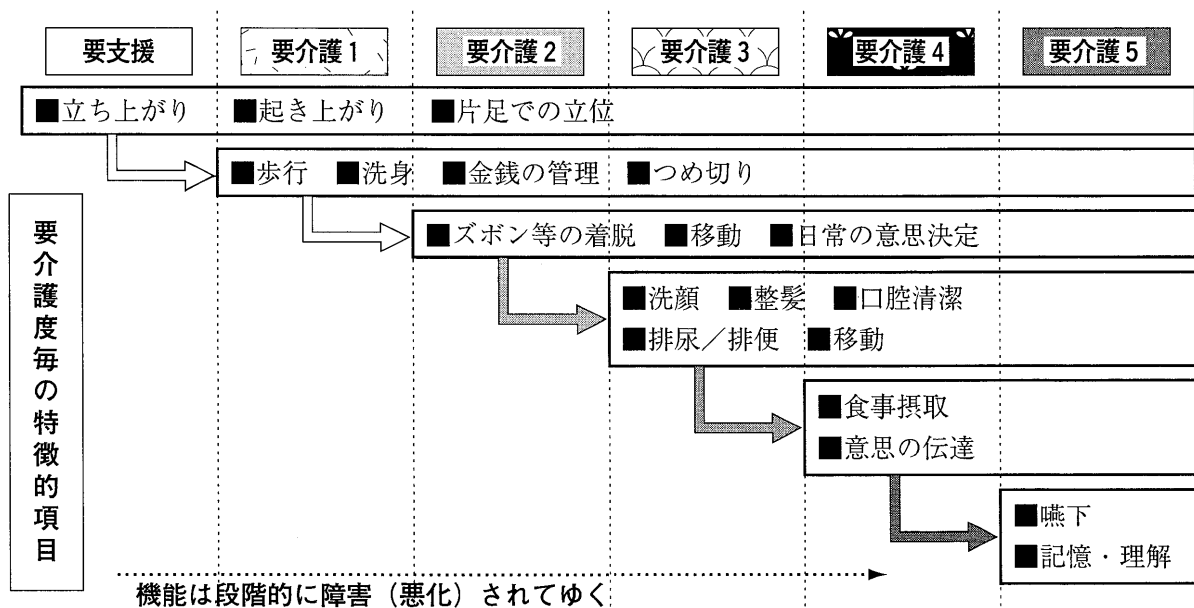 要支援 要介護1 要介護2 要介護3 要介護4 要介護5
■立ち上がり ■起き上がり ■片足での立位
■歩行 ■洗身 ■金銭の管理 ■つめ切り
■ズボン等の着脱 ■移動 ■日常の意思決定
■洗顔 ■整髪 ■口腔清潔
■排尿／排便 ■移動
■食事摂取
■意思の伝達
■嚥下
■記憶・理解
要介護度毎の特徴的項目
機能は段階的に障害（悪化）されてゆく